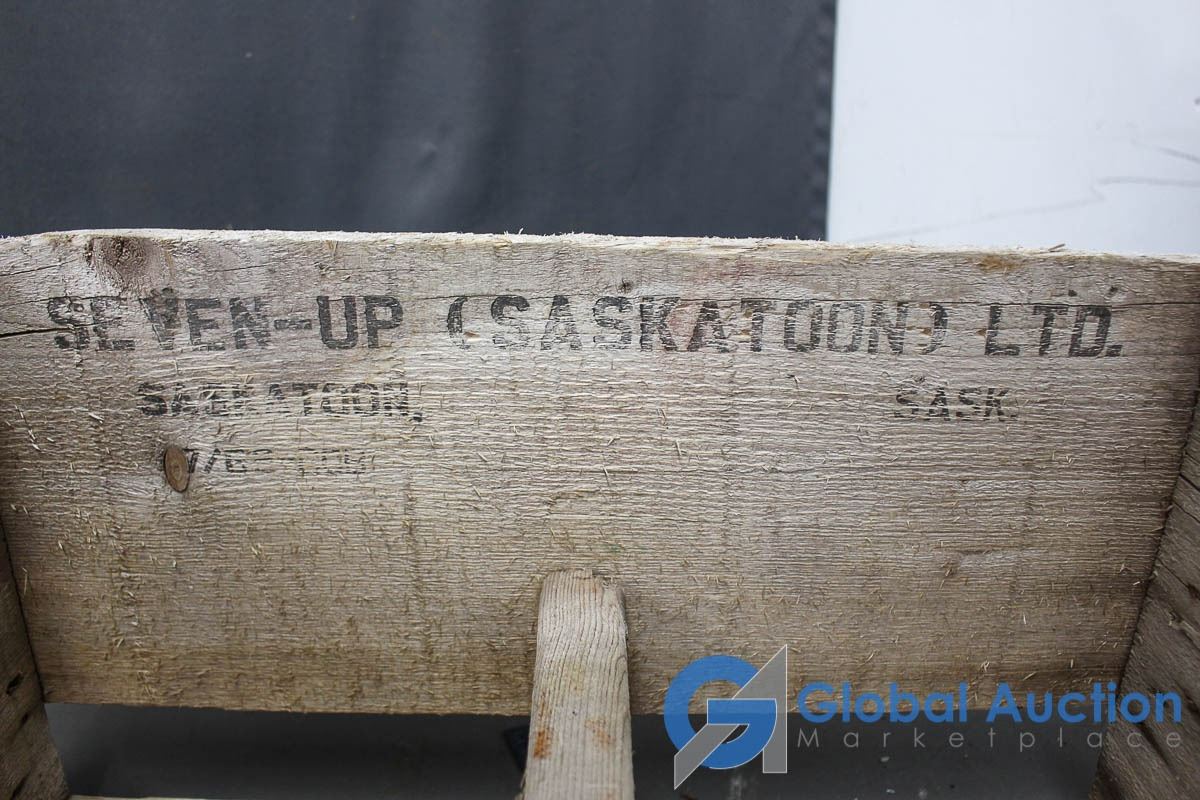 SEVEN-UP (SASKATOON) LTD.
SASKATOON, SASK.
Global Auction
Marketplace